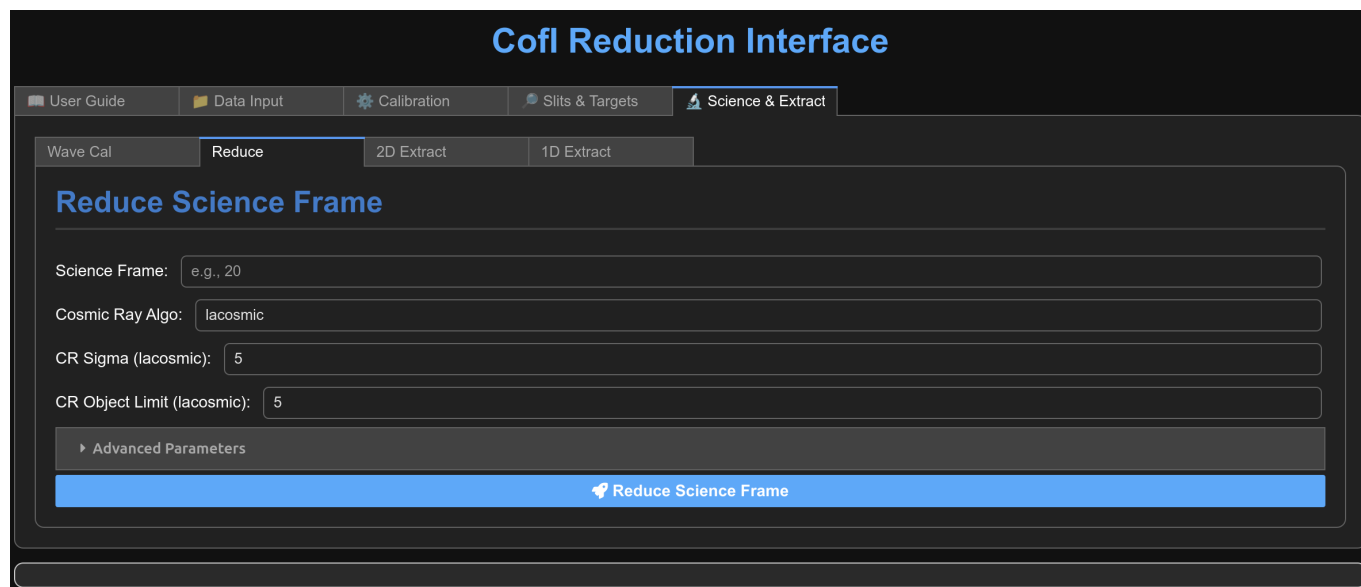 Cofl Reduction Interface
User Guide
Data Input
Calibration
Slits & Targets
Science & Extract
Wave Cal
Reduce
2D Extract
1D Extract
Reduce Science Frame
Science Frame: e.g., 20
Cosmic Ray Algo: lacosmic
CR Sigma (lacosmic): 5
CR Object Limit (lacosmic): 5
Advanced Parameters
Reduce Science Frame